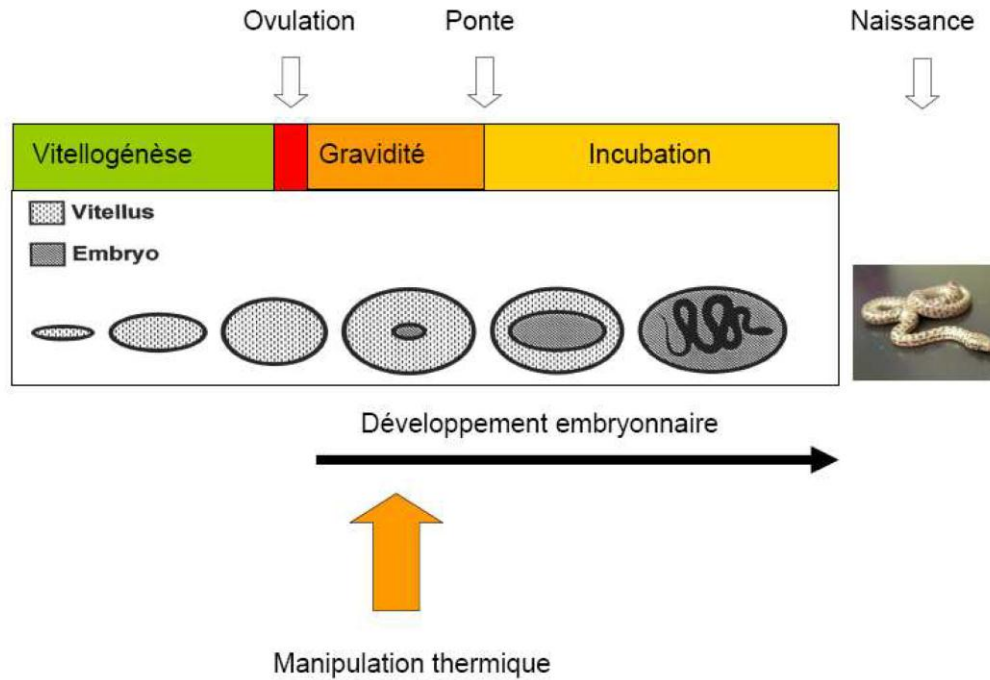 Ovulation Ponte Naissance
Vitellogénèse Gravidité Incubation
Vitellus
Embryo
Développement embryonnaire
Manipulation thermique